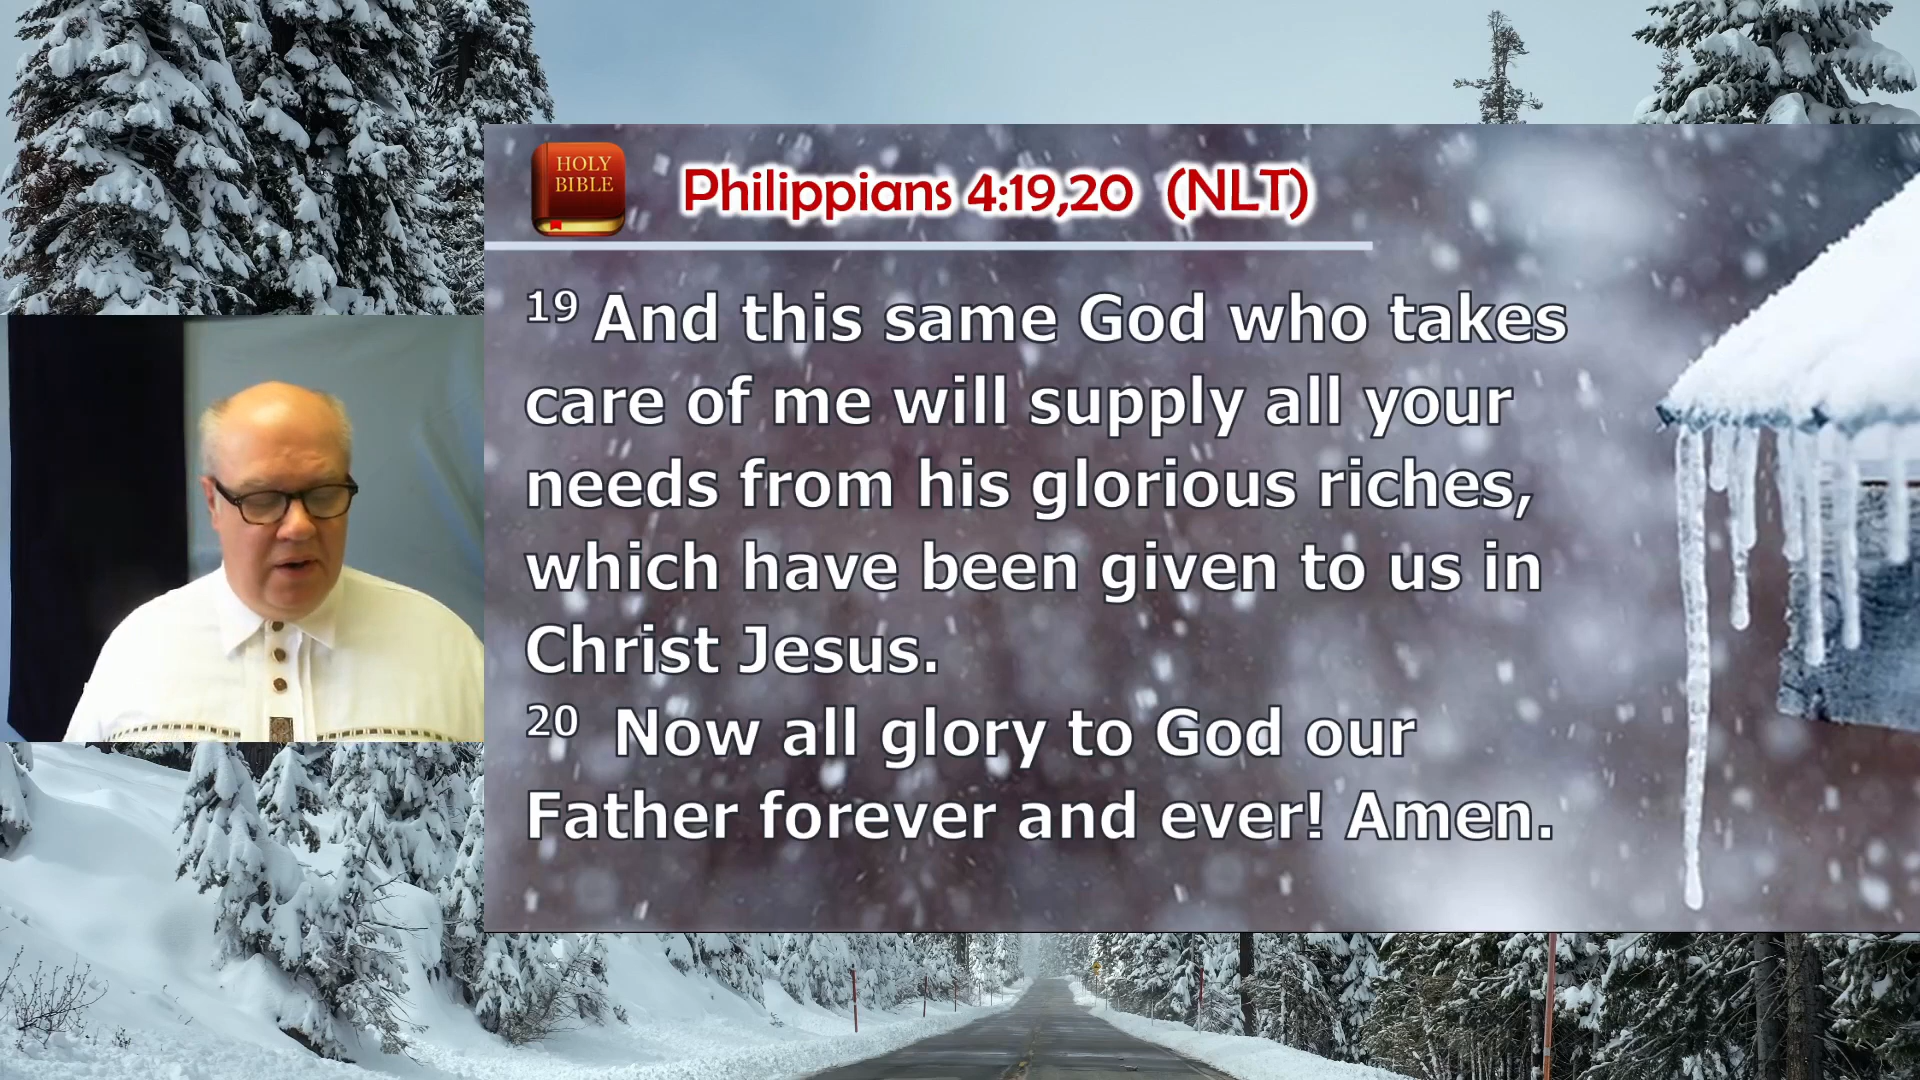 HOLY
BIBLE
Philippians 4:19,20 (NLT)
19 And this same God who takes
care of me will supply all your
needs from his glorious riches,
which have been given to us in
Christ Jesus.
20 Now all glory to God our
Father forever and ever! Amen.